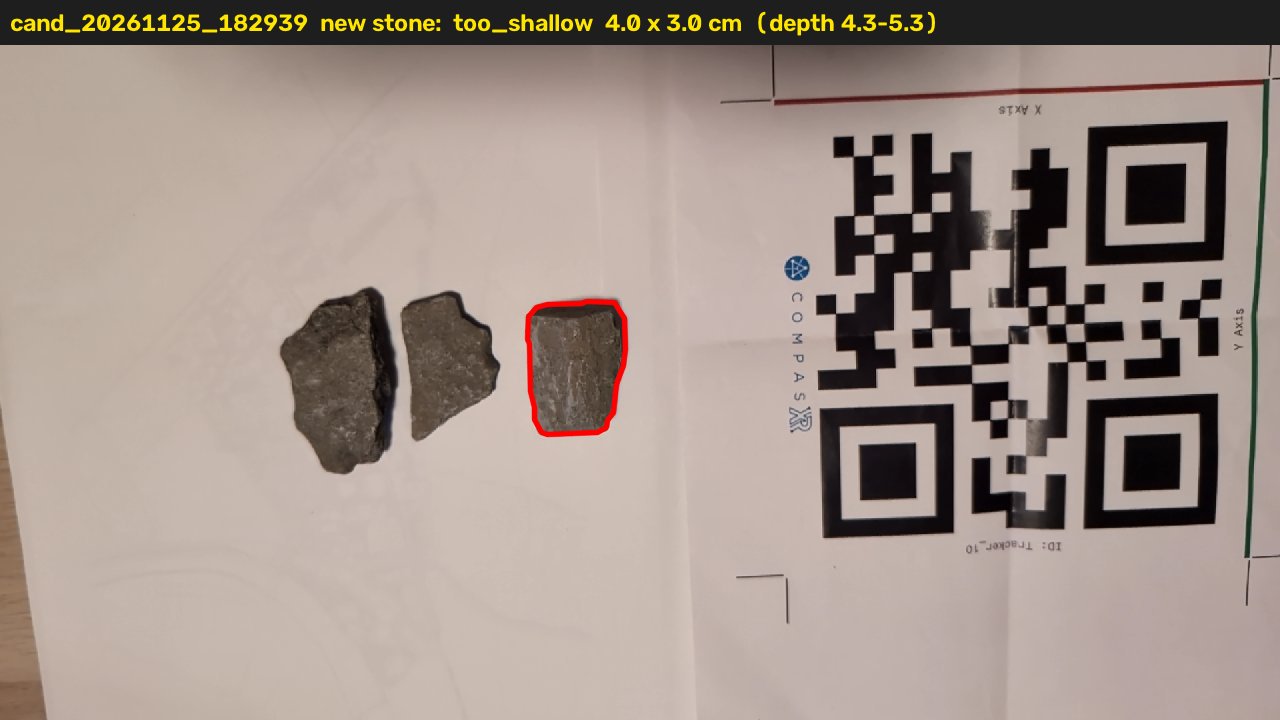 cand_20261125_182939 new stone: too_shallow 4.0 x 3.0 cm (depth 4.3-5.3)
X Axis
Y Axis
COMPAS XR
ID: Tracker_10